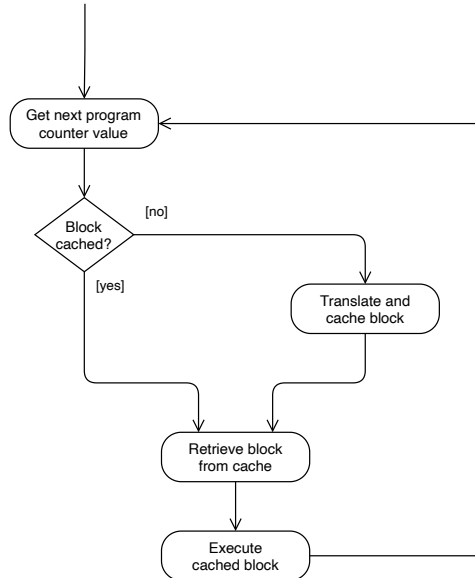 Get next program
counter value
Block
cached?
[no]
[yes]
Translate and
cache block
Retrieve block
from cache
Execute
cached block